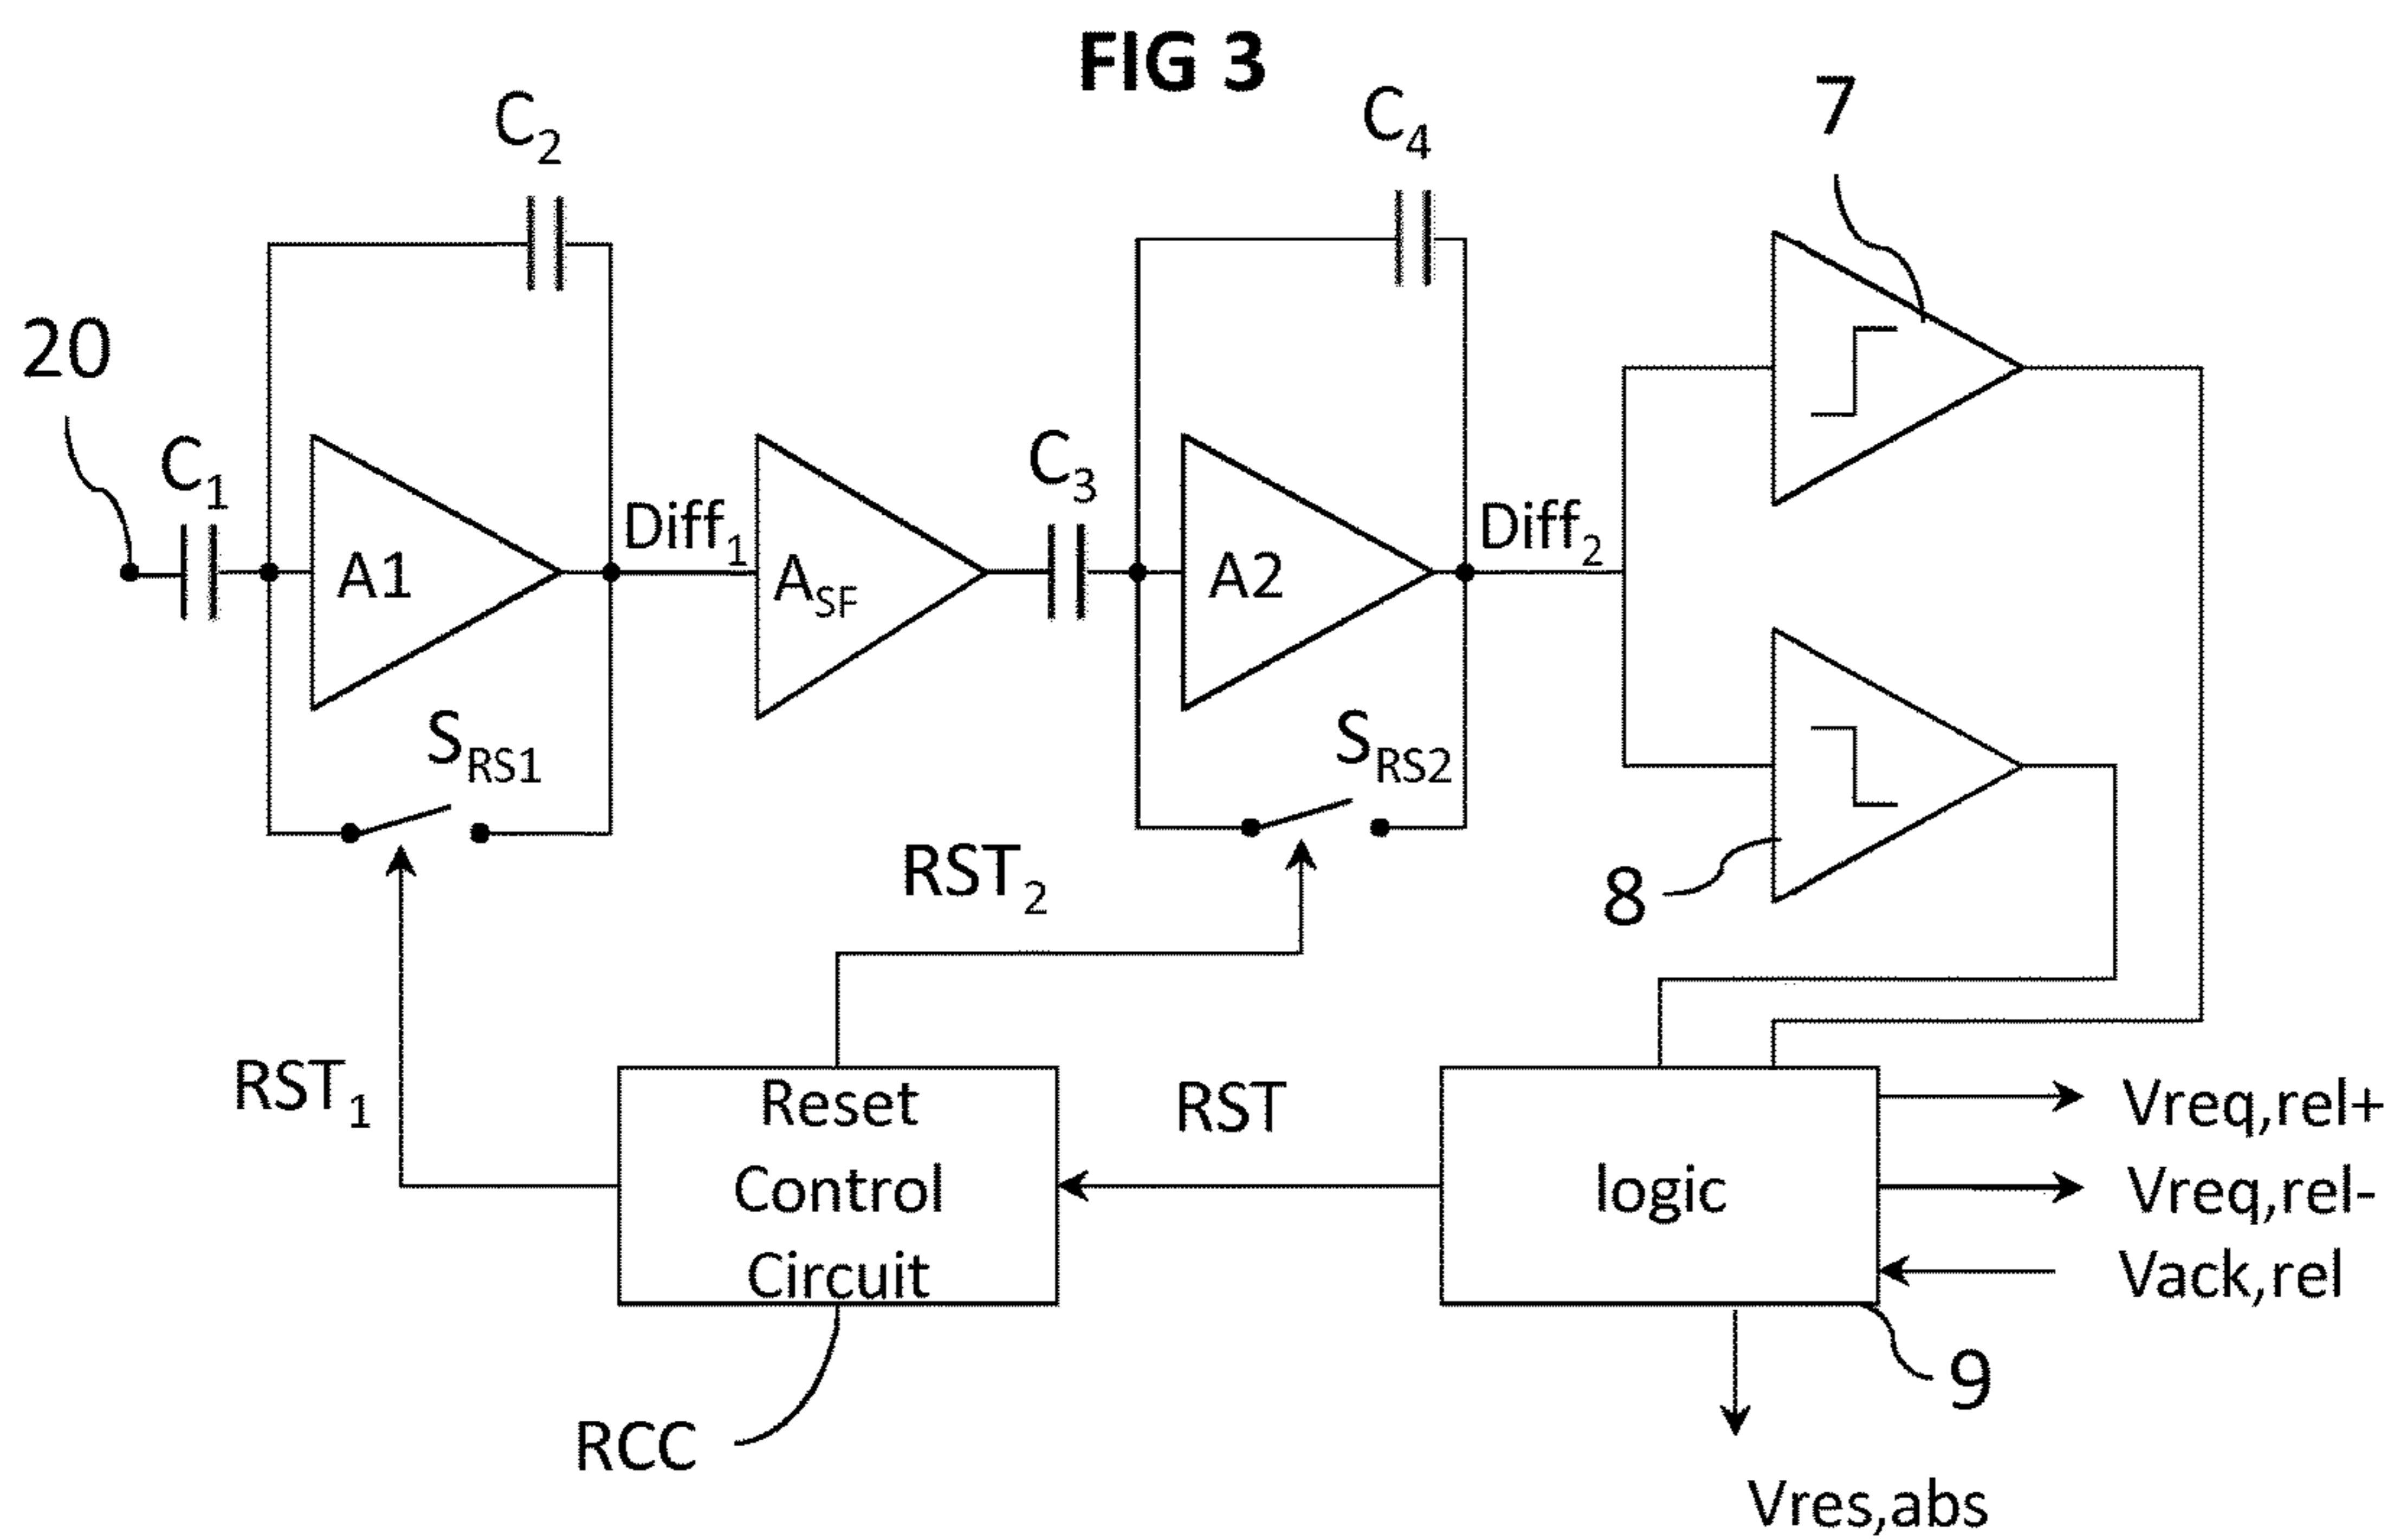 FIG 3
C2
C4
7
20
C1
A1
Diff1
ASF
C3
A2
Diff2
SRS1
SRS2
8
RST2
RST1
Reset
Control
Circuit
RST
logic
Vreq,rel+
Vreq,rel-
Vack,rel
9
RCC
Vres,abs